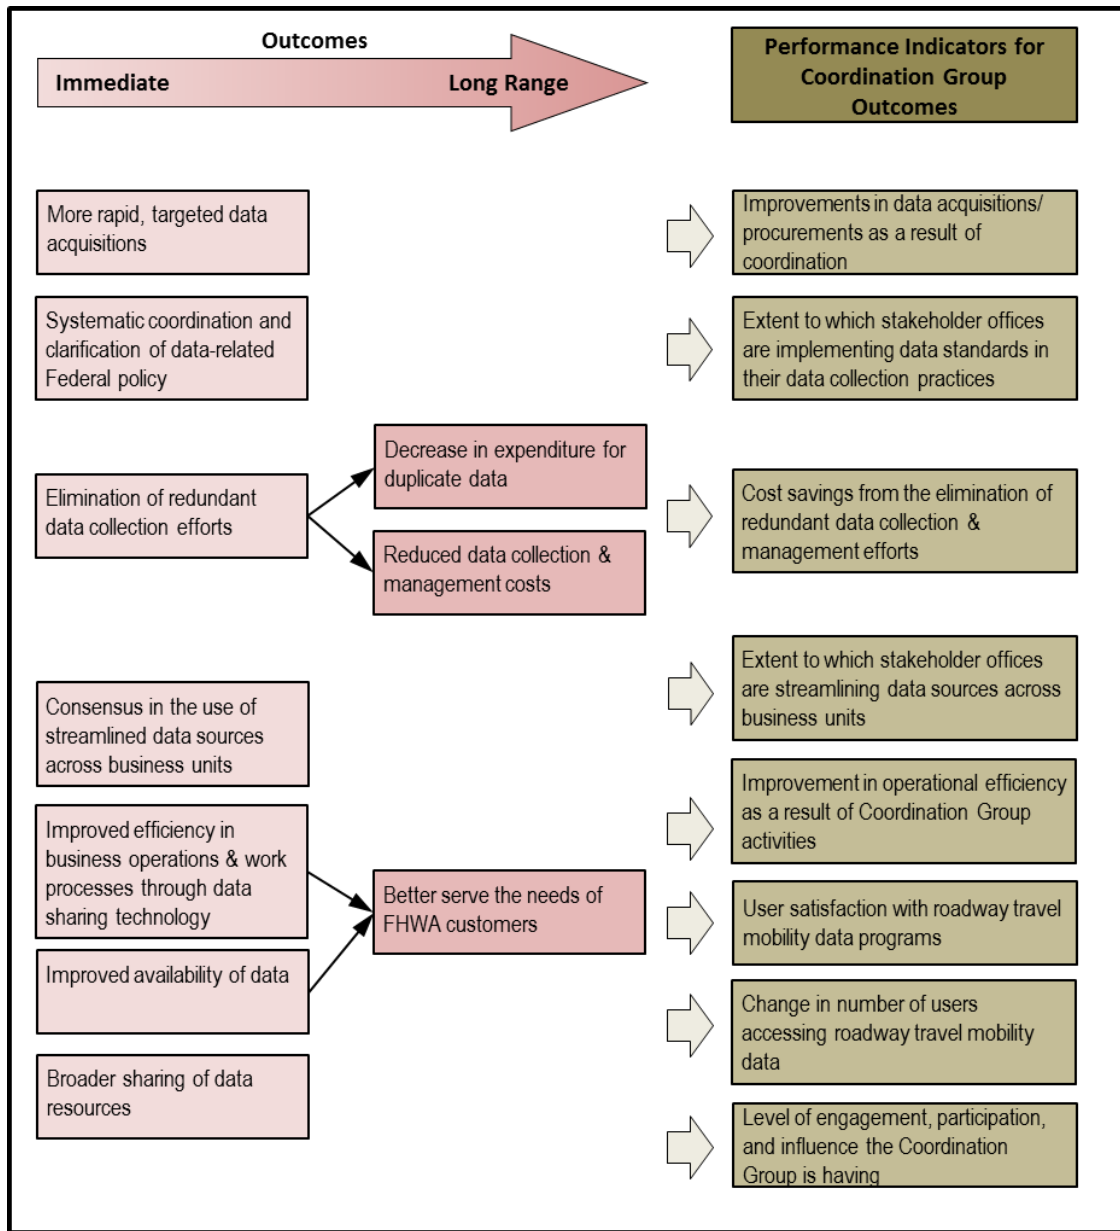 Outcomes
Immediate
Long Range
Performance Indicators for
Coordination Group
Outcomes
More rapid, targeted data
acquisitions
Improvements in data acquisitions/
procurements as a result of
coordination
Systematic coordination and
clarification of data-related
Federal policy
Extent to which stakeholder offices
are implementing data standards in
their data collection practices
Elimination of redundant
data collection efforts
Decrease in expenditure for
duplicate data
Reduced data collection &
management costs
Cost savings from the elimination of
redundant data collection &
management efforts
Extent to which stakeholder offices
are streamlining data sources across
business units
Consensus in the use of
streamlined data sources
across business units
Improvement in operational efficiency
as a result of Coordination Group
activities
Improved efficiency in
business operations & work
processes through data
sharing technology
Better serve the needs of
FHWA customers
User satisfaction with roadway travel
mobility data programs
Improved availability of data
Change in number of users
accessing roadway travel mobility
data
Broader sharing of data
resources
Level of engagement, participation,
and influence the Coordination
Group is having